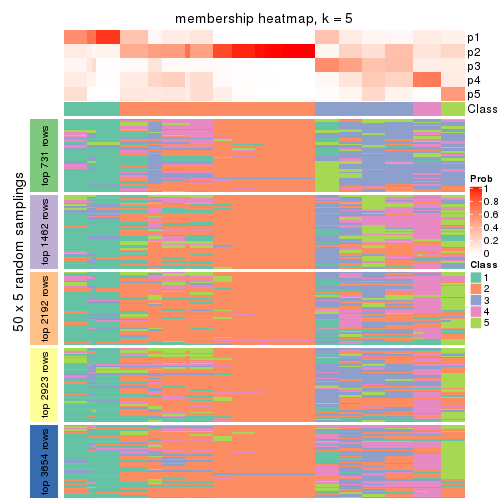 membership heatmap, k = 5
p1
p2
p3
p4
p5
Class
50 x 5 random samplings
top 731 rows
top 1462 rows
top 2192 rows
top 2923 rows
top 3654 rows
Prob
1
0.8
0.6
0.4
0.2
0
Class
1
2
3
4
5